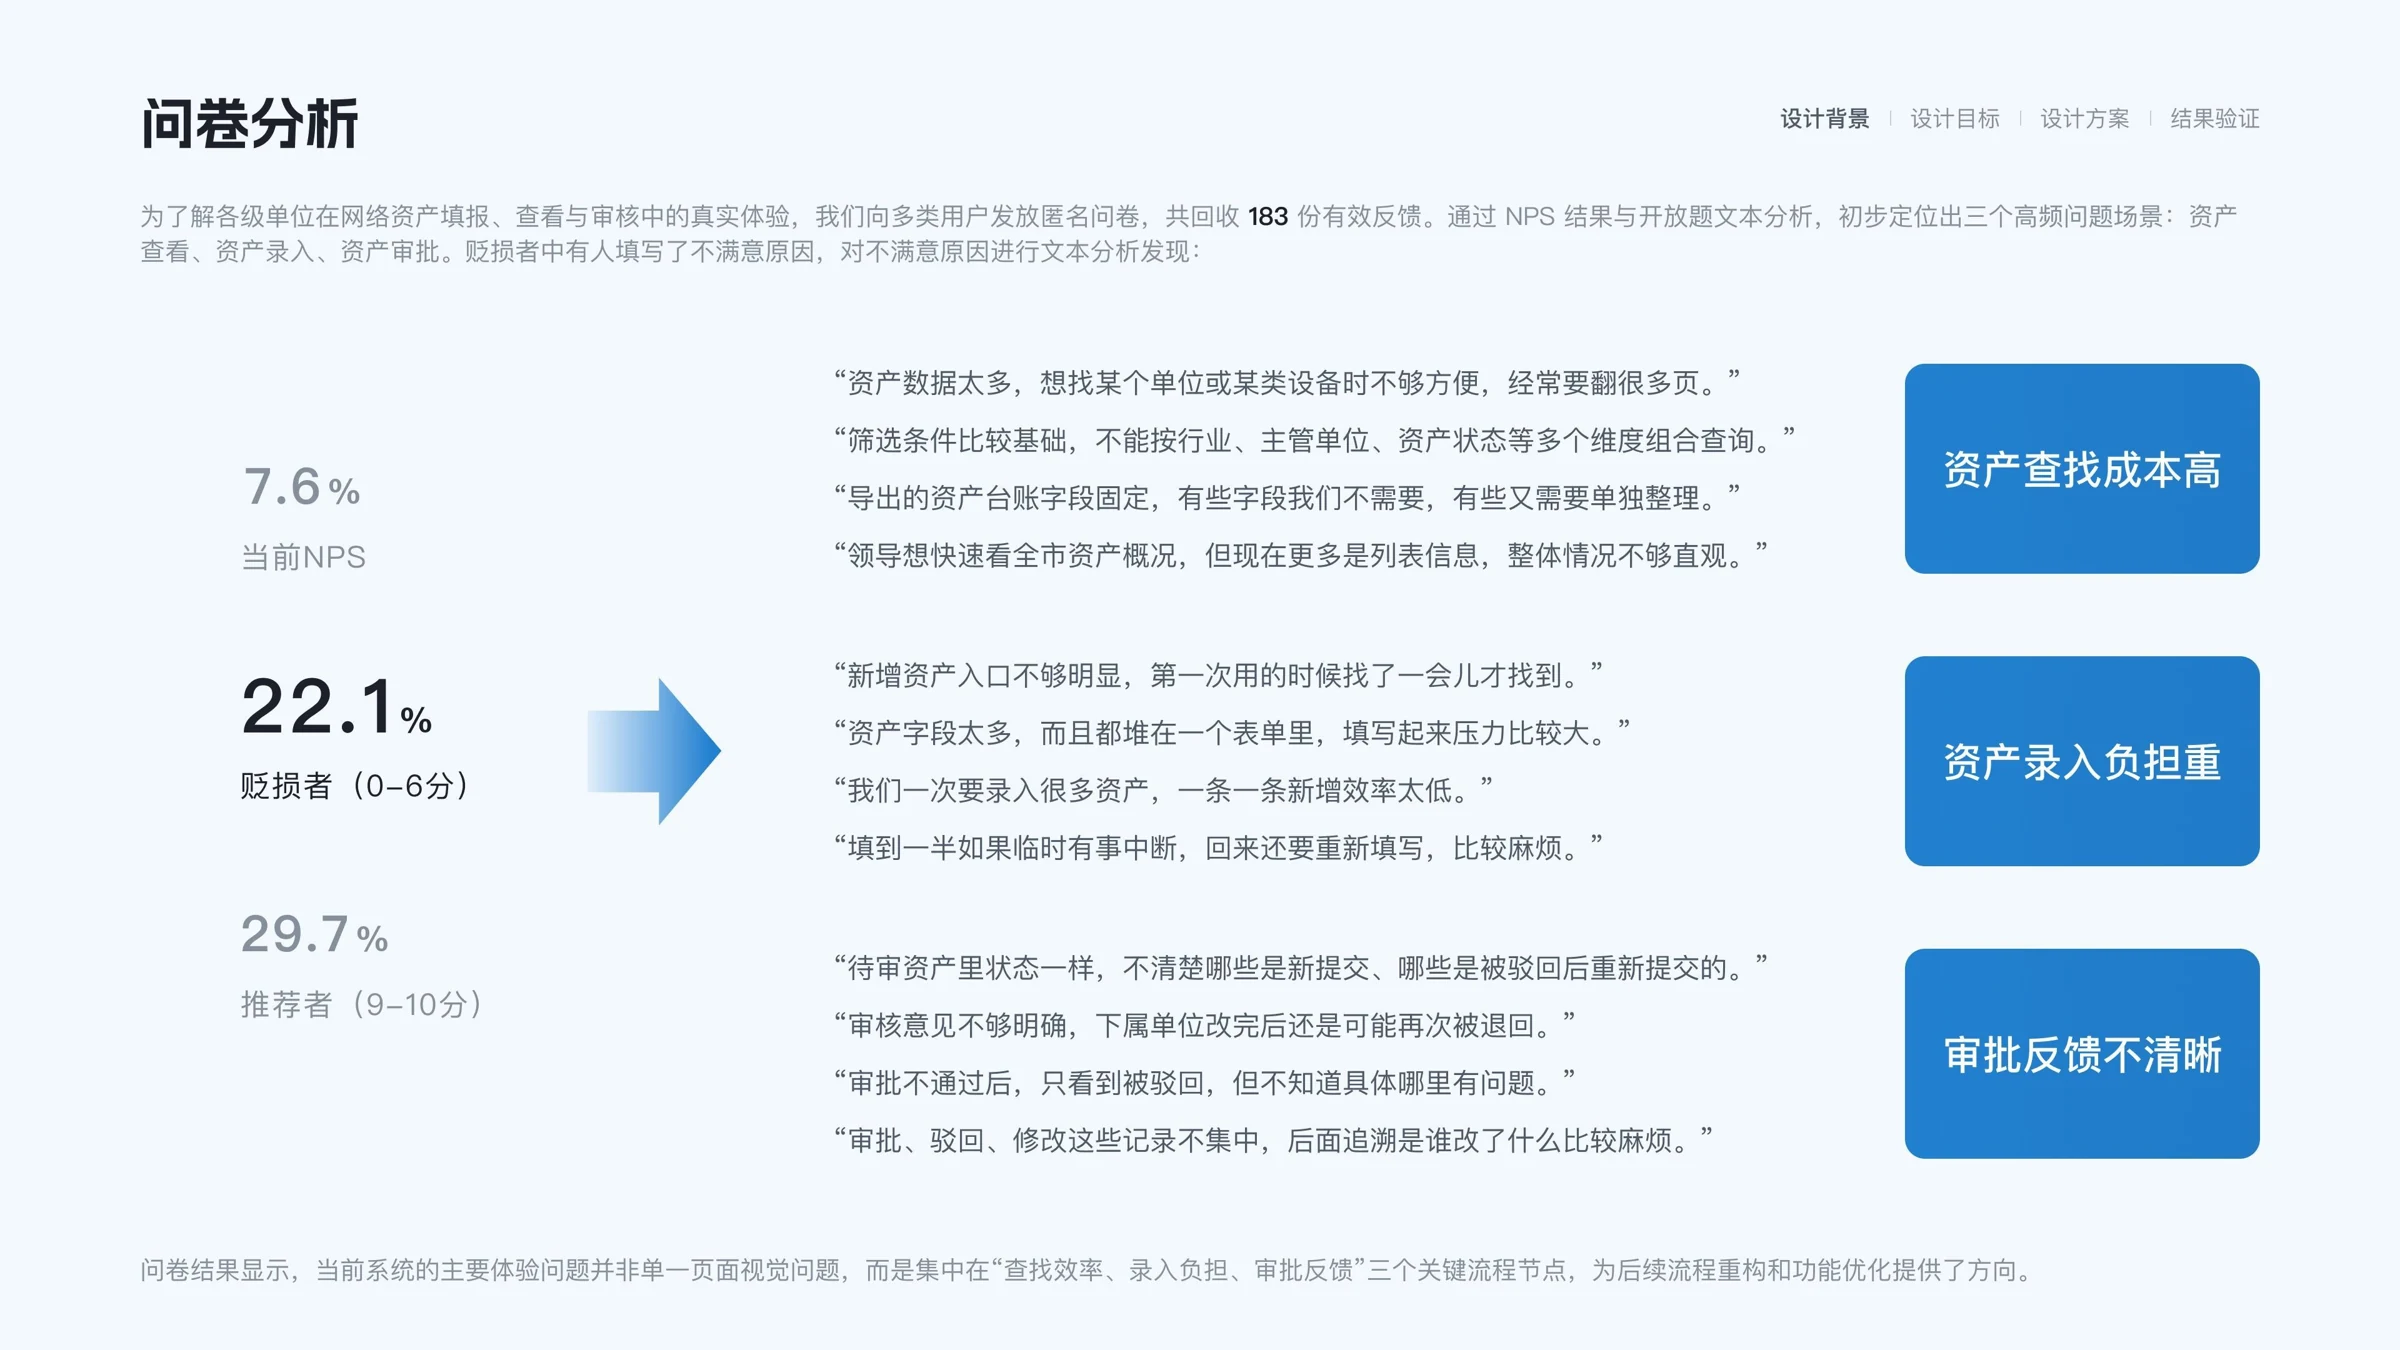 问卷分析
设计背景 | 设计目标 | 设计方案 | 结果验证
为了解各级单位在网络资产填报、查看与审核中的真实体验，我们向多类用户发放匿名问卷，共回收 183 份有效反馈。通过 NPS 结果与开放题文本分析，初步定位出三个高频问题场景：资产
查看、资产录入、资产审批。贬损者中有人填写了不满意原因，对不满意原因进行文本分析发现：
7.6%
当前NPS
22.1%
贬损者（0–6分）
29.7%
推荐者（9–10分）
“资产数据太多，想找某个单位或某类设备时不够方便，经常要翻很多页。”
“筛选条件比较基础，不能按行业、主管单位、资产状态等多个维度组合查询。”
“导出的资产台账字段固定，有些字段我们不需要，有些又需要单独整理。”
“领导想快速看全市资产概况，但现在更多是列表信息，整体情况不够直观。”
资产查找成本高
“新增资产入口不够明显，第一次用的时候找了一会儿才找到。”
“资产字段太多，而且都堆在一个表单里，填写起来压力比较大。”
“我们一次要录入很多资产，一条一条新增效率太低。”
“填到一半如果临时有事中断，回来还要重新填写，比较麻烦。”
资产录入负担重
“待审资产里状态一样，不清楚哪些是新提交、哪些是被驳回后重新提交的。”
“审核意见不够明确，下属单位改完后还是可能再次被退回。”
“审批不通过后，只看到被驳回，但不知道具体哪里有问题。”
“审批、驳回、修改这些记录不集中，后面追溯是谁改了什么比较麻烦。”
审批反馈不清晰
问卷结果显示，当前系统的主要体验问题并非单一页面视觉问题，而是集中在“查找效率、录入负担、审批反馈”三个关键流程节点，为后续流程重构和功能优化提供了方向。